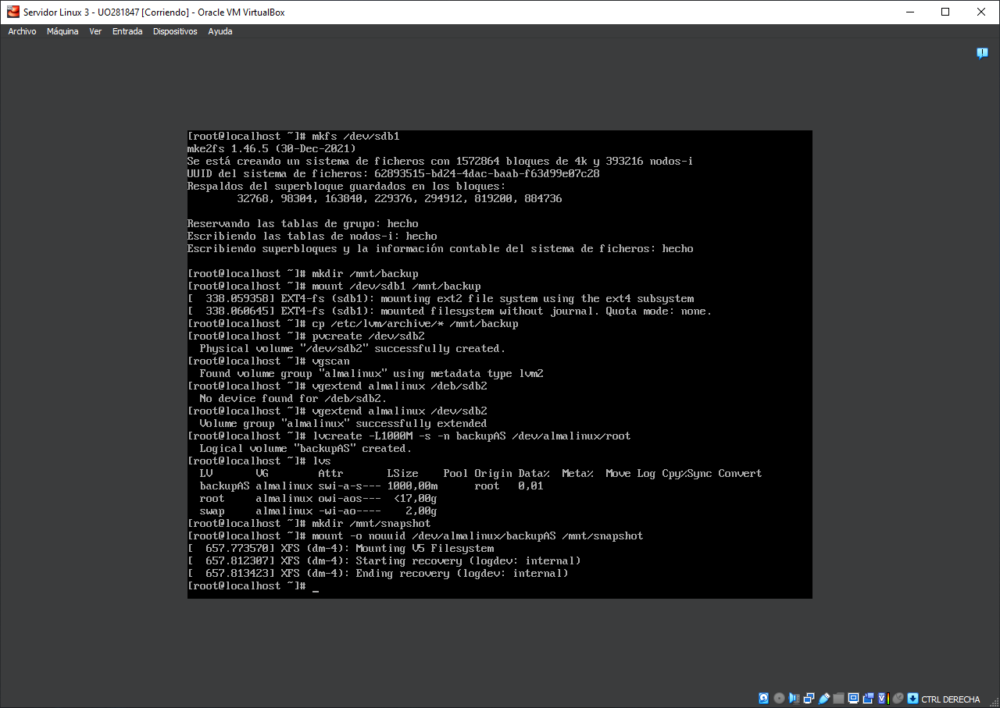 Servidor Linux 3 - UO281847 [Corriendo] - Oracle VM VirtualBox
Archivo Máquina Ver Entrada Dispositivos Ayuda
[root@localhost ~]# mkfs /dev/sdb1
mke2fs 1.46.5 (30-Dec-2021)
Se está creando un sistema de ficheros con 1572864 bloques de 4k y 393216 nodos-i
UUID del sistema de ficheros: 62893515-bd24-4dac-baab-f63d99e07c28
Respaldos del superbloque guardados en los bloques:
32768, 98304, 163840, 229376, 294912, 819200, 884736
Reservando las tablas de grupo: hecho
Escribiendo las tablas de nodos-i: hecho
Escribiendo superbloques y la información contable del sistema de ficheros: hecho
[root@localhost ~]# mkdir /mnt/backup
[root@localhost ~]# mount /dev/sdb1 /mnt/backup
[  338.059358] EXT4-fs (sdb1): mounting ext2 file system using the ext4 subsystem
[  338.060645] EXT4-fs (sdb1): mounted filesystem without journal. Quota mode: none.
[root@localhost ~]# cp /etc/lvm/archive/* /mnt/backup
[root@localhost ~]# pvcreate /dev/sdb2
Physical volume "/dev/sdb2" successfully created.
[root@localhost ~]# vgscan
Found volume group "almalinux" using metadata type lvm2
[root@localhost ~]# vgextend almalinux /deb/sdb2
No device found for /deb/sdb2.
[root@localhost ~]# vgextend almalinux /dev/sdb2
Volume group "almalinux" successfully extended
[root@localhost ~]# lvcreate -L1000M -s -n backupAS /dev/almalinux/root
Logical volume "backupAS" created.
[root@localhost ~]# lvs
LV       VG        Attr       LSize    Pool Origin Data%  Meta%  Move Log Cpy%Sync Convert
backupAS almalinux swi-a-s--- 1000,00m      root   0,01
root     almalinux owi-aos---  <17,00g
swap     almalinux -wi-ao----    2,00g
[root@localhost ~]# mkdir /mnt/snapshot
[root@localhost ~]# mount -o nouuid /dev/almalinux/backupAS /mnt/snapshot
[  657.773570] XFS (dm-4): Mounting V5 Filesystem
[  657.812307] XFS (dm-4): Starting recovery (logdev: internal)
[  657.813423] XFS (dm-4): Ending recovery (logdev: internal)
[root@localhost ~]# _
CTRL DERECHA